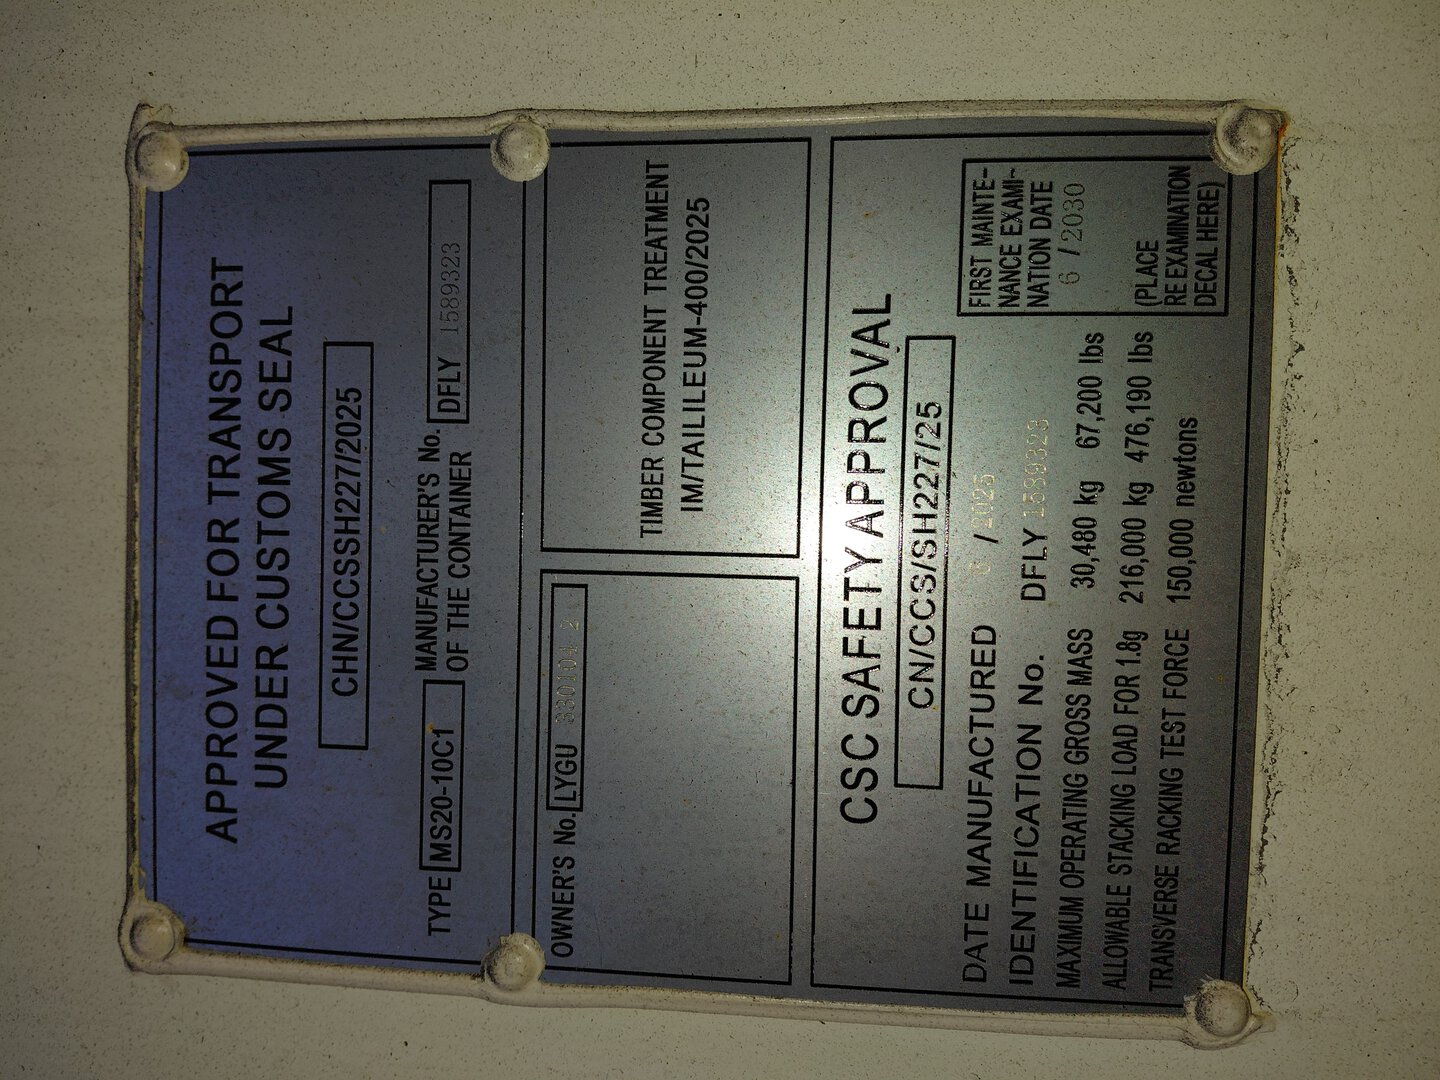 APPROVED FOR TRANSPORT
UNDER CUSTOMS SEAL
CHN/CCSSH227/2025
TYPE MS20-10C1 MANUFACTURER'S No. OF THE CONTAINER DFLY 1589323
OWNER'S No. LYGU 330104 2
TIMBER COMPONENT TREATMENT
IM/TAILILEUM-400/2025
CSC SAFETY APPROVAL
CN/CCS/SH227/25
DATE MANUFACTURED 6 /2025
IDENTIFICATION No. DFLY 1589323
MAXIMUM OPERATING GROSS MASS 30,480 kg 67,200 lbs
ALLOWABLE STACKING LOAD FOR 1.8g 216,000 kg 476,190 lbs
TRANSVERSE RACKING TEST FORCE 150,000 newtons
FIRST MAINTE-
NANCE EXAMI-
NATION DATE
6 /2030
(PLACE
REEXAMINATION
DECAL HERE)